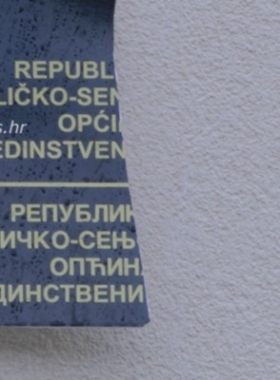 REPUBL
LIČKO-SEN
s.hr
OPĆI
EDINSTVEN
РЕПУБЛИК
ИЧКО-СЕЊ
ОПЋИН
ДИНСТВЕНИ